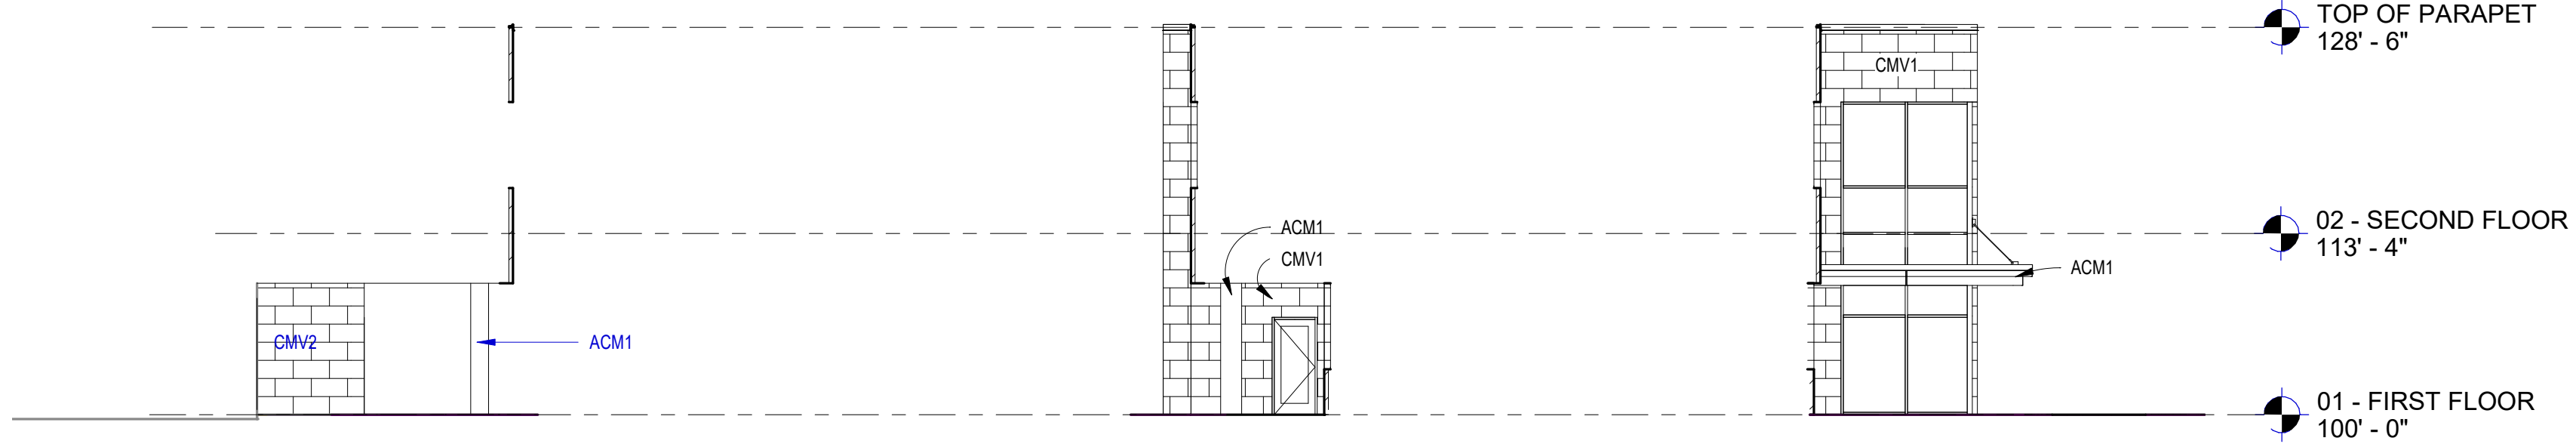 TOP OF PARAPET
128' - 6"
CMV1
ACM1
02 - SECOND FLOOR
113' - 4"
CMV1
ACM1
CMV2
ACM1
01 - FIRST FLOOR
100' - 0"